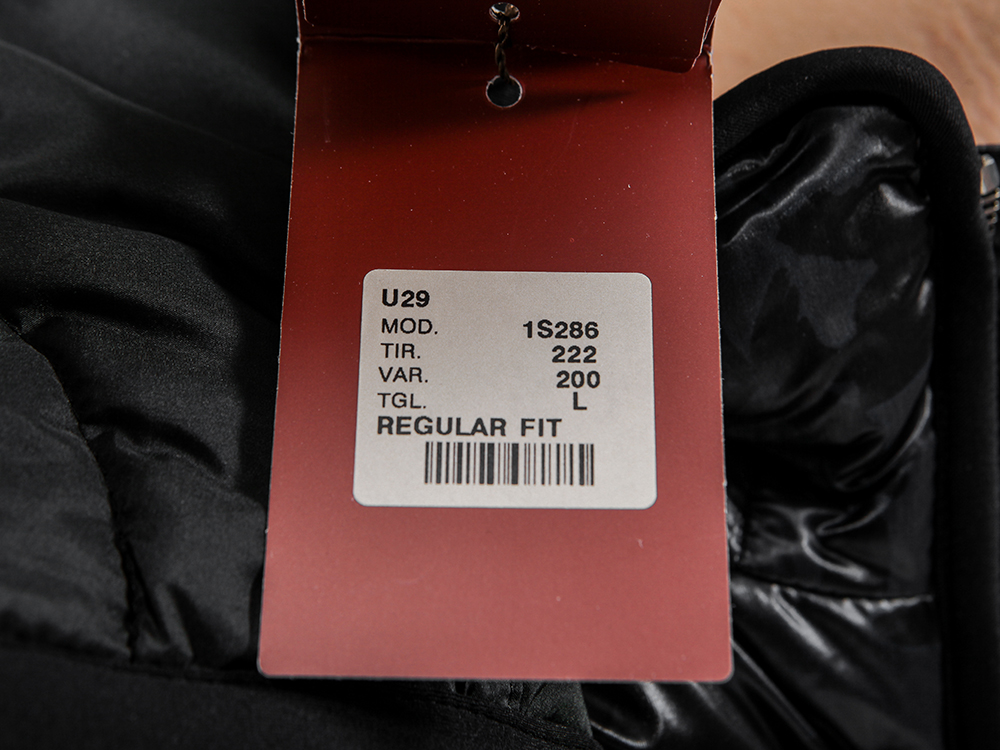 U29
MOD. 1S286
TIR. 222
VAR. 200
TGL. L
REGULAR FIT